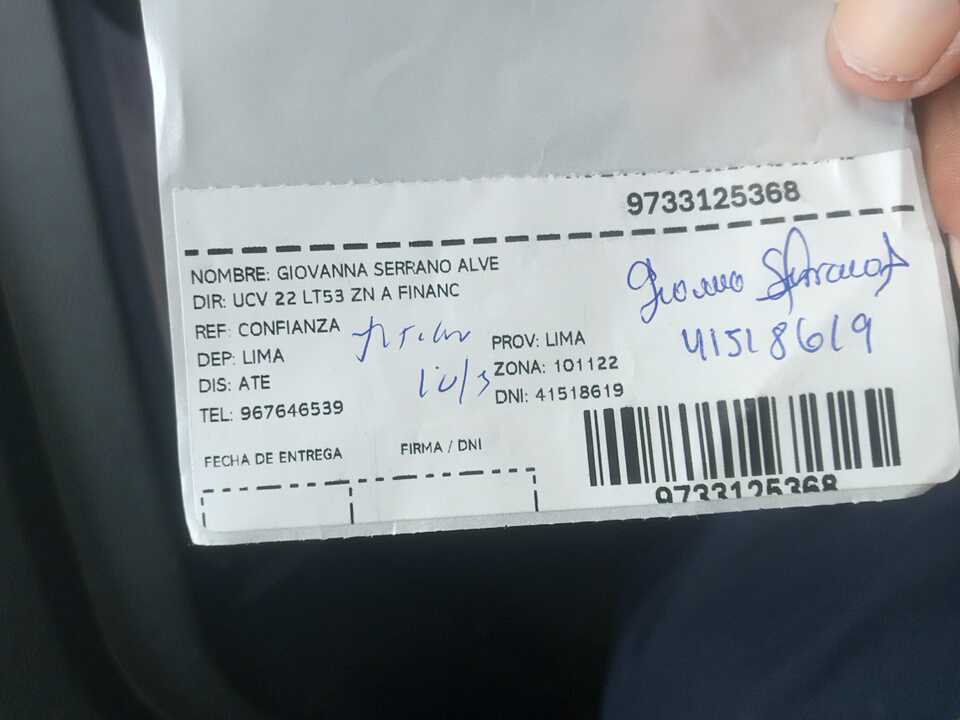 9733125368
NOMBRE: GIOVANNA SERRANO ALVE
DIR: UCV 22 LT53 ZN A FINANC
REF: CONFIANZA
DEP: LIMA
PROV: LIMA
DIS: ATE
ZONA: 101122
TEL: 967646539
DNI: 41518619
10/3
Serrano
41518619
FECHA DE ENTREGA
FIRMA / DNI
9733125368